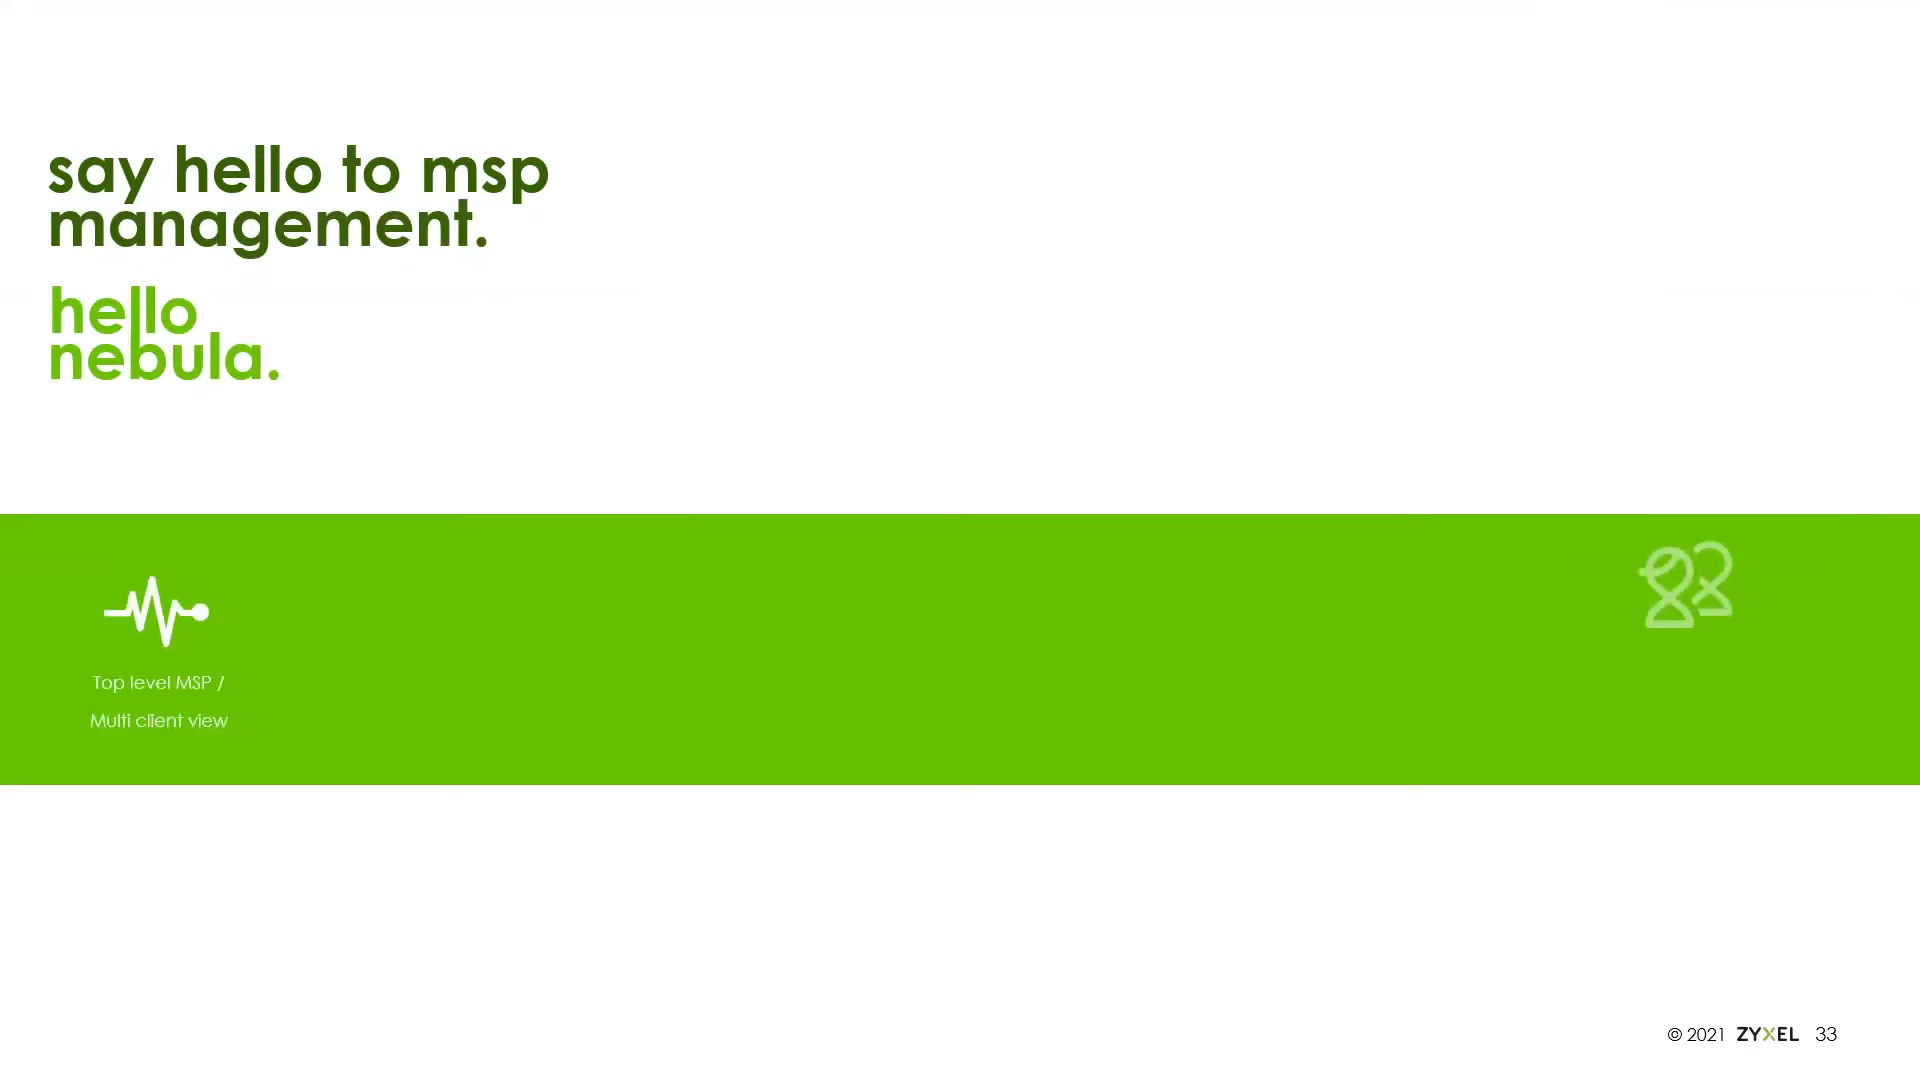 say hello to msp
management.
hello
nebula.
Top level MSP /
Multi client view
© 2021 ZYXEL 33